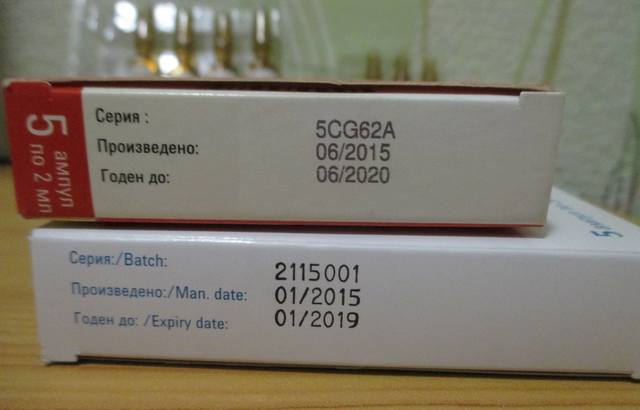 5 ампул
по 2 мл
Серия : 5CG62A
Произведено: 06/2015
Годен до: 06/2020
5
Серия:/Batch: 2115001
Произведено:/Man. date: 01/2015
Годен до: /Expiry date: 01/2019